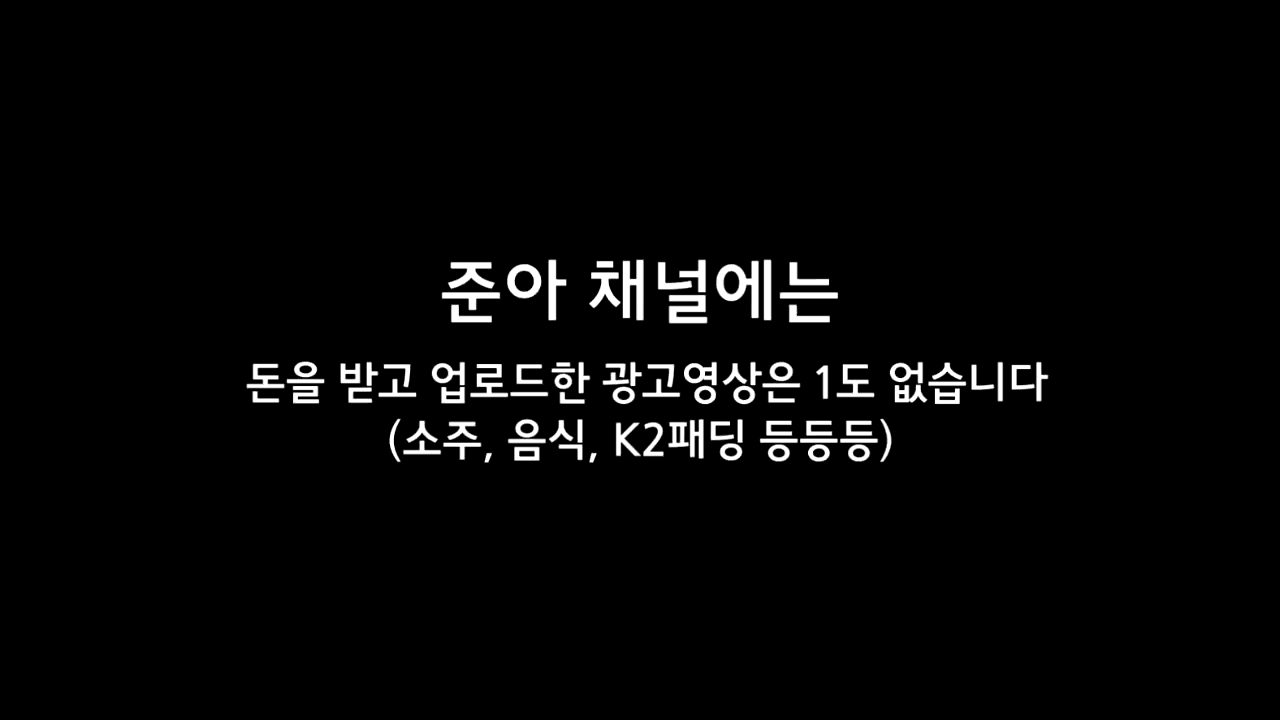 준아 채널에는
돈을 받고 업로드한 광고영상은 1도 없습니다
(소주, 음식, K2패딩 등등등)